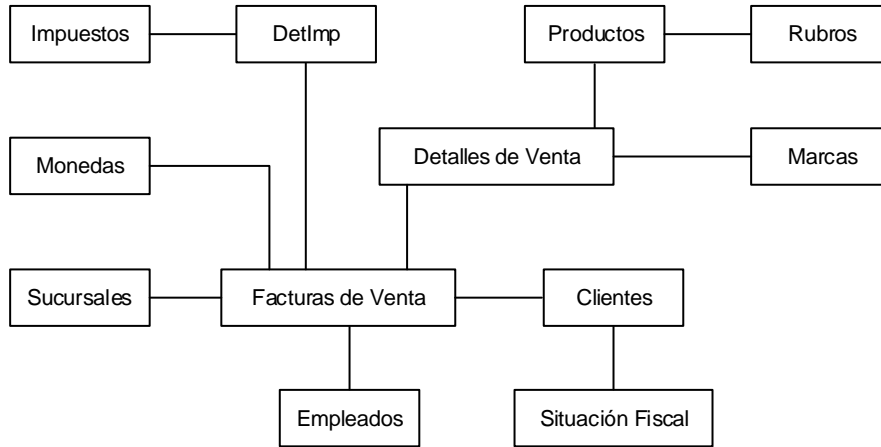 Impuestos
DetImp
Productos
Rubros
Monedas
Detalles de Venta
Marcas
Sucursales
Facturas de Venta
Clientes
Empleados
Situación Fiscal